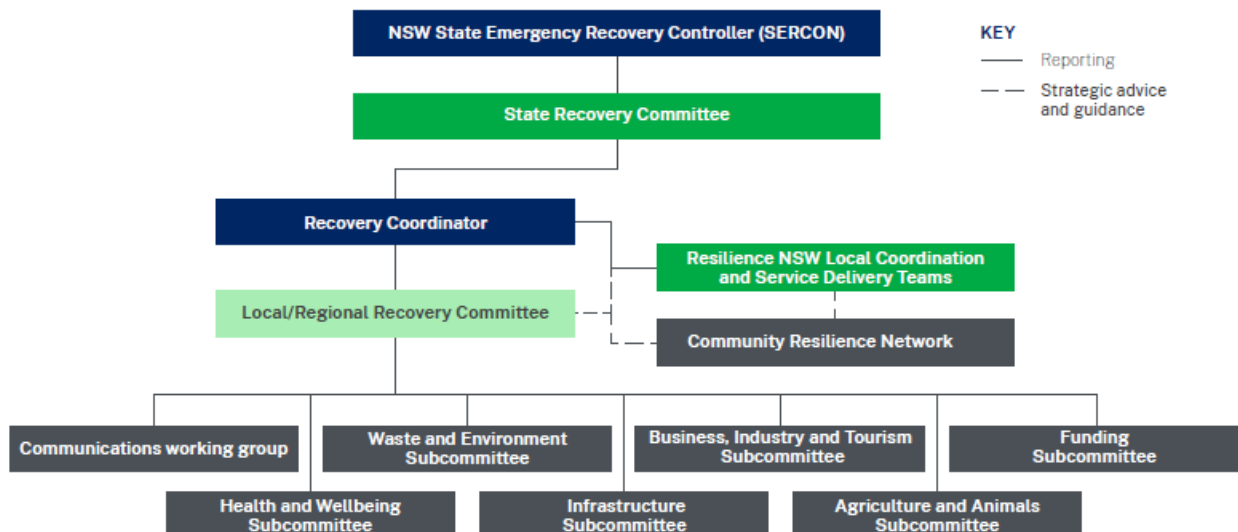 NSW State Emergency Recovery Controller (SERCON)
KEY
Reporting
Strategic advice
and guidance
State Recovery Committee
Recovery Coordinator
Resilience NSW Local Coordination
and Service Delivery Teams
Local/Regional Recovery Committee
Community Resilience Network
Communications working group
Waste and Environment
Subcommittee
Business, Industry and Tourism
Subcommittee
Funding
Subcommittee
Health and Wellbeing
Subcommittee
Infrastructure
Subcommittee
Agriculture and Animals
Subcommittee